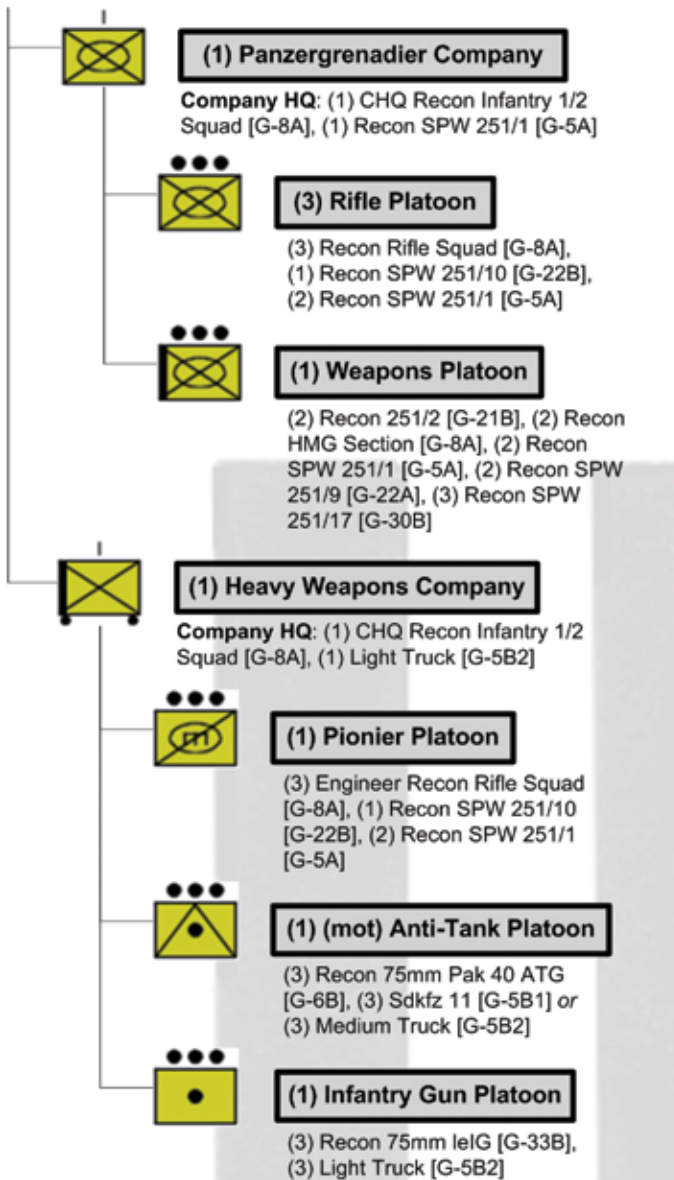 (1) Panzergrenadier Company
Company HQ: (1) CHQ Recon Infantry 1/2
Squad [G-8A], (1) Recon SPW 251/1 [G-5A]
(3) Rifle Platoon
(3) Recon Rifle Squad [G-8A],
(1) Recon SPW 251/10 [G-22B],
(2) Recon SPW 251/1 [G-5A]
(1) Weapons Platoon
(2) Recon 251/2 [G-21B], (2) Recon
HMG Section [G-8A], (2) Recon
SPW 251/1 [G-5A], (2) Recon SPW
251/9 [G-22A], (3) Recon SPW
251/17 [G-30B]
(1) Heavy Weapons Company
Company HQ: (1) CHQ Recon Infantry 1/2
Squad [G-8A], (1) Light Truck [G-5B2]
(1) Pionier Platoon
(3) Engineer Recon Rifle Squad
[G-8A], (1) Recon SPW 251/10
[G-22B], (2) Recon SPW 251/1
[G-5A]
(1) (mot) Anti-Tank Platoon
(3) Recon 75mm Pak 40 ATG
[G-6B], (3) Sdkfz 11 [G-5B1] or
(3) Medium Truck [G-5B2]
(1) Infantry Gun Platoon
(3) Recon 75mm leIG [G-33B],
(3) Light Truck [G-5B2]